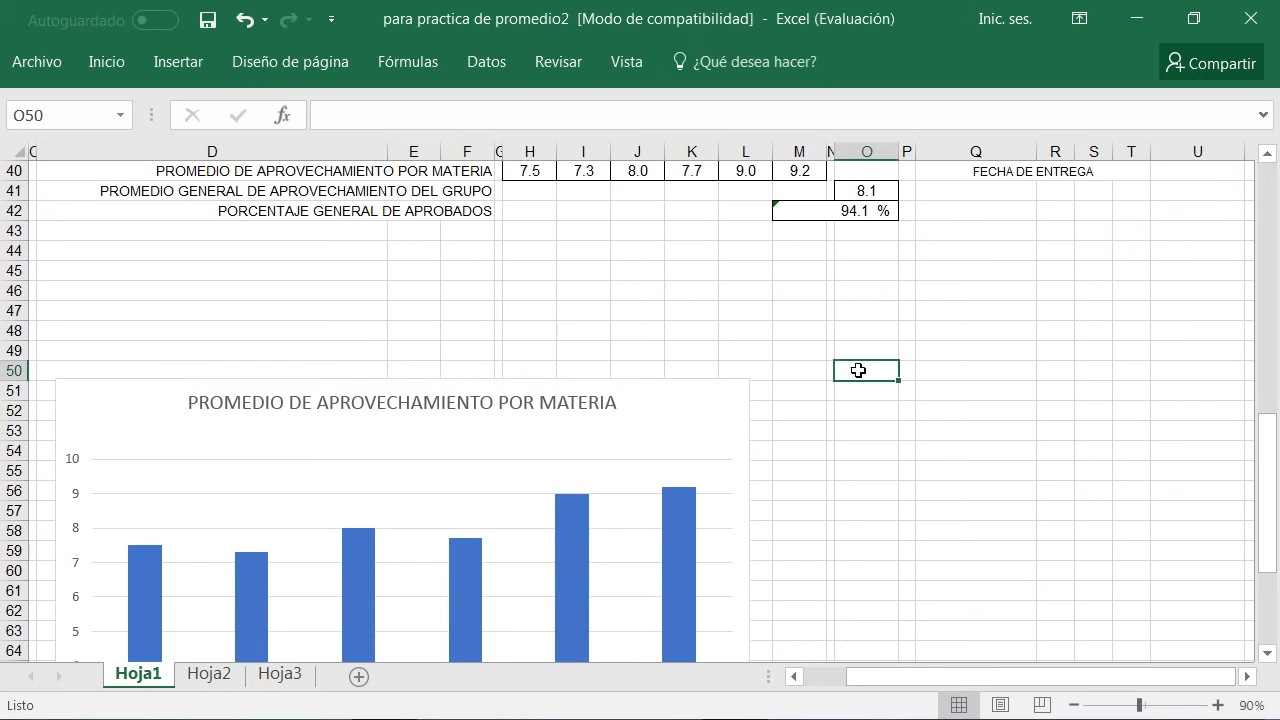 Autoguardado
para practica de promedio2 [Modo de compatibilidad] - Excel (Evaluación)
Inic. ses.
Archivo Inicio Insertar Diseño de página Fórmulas Datos Revisar Vista ¿Qué desea hacer? Compartir
O50 fx
C D E F G H I J K L M N O P Q R S T U
40 PROMEDIO DE APROVECHAMIENTO POR MATERIA 7.5 7.3 8.0 7.7 9.0 9.2 FECHA DE ENTREGA
41 PROMEDIO GENERAL DE APROVECHAMIENTO DEL GRUPO 8.1
42 PORCENTAJE GENERAL DE APROBADOS 94.1 %
43
44
45
46
47
48
49
50
51
PROMEDIO DE APROVECHAMIENTO POR MATERIA
52
53
54
10
55
56
9
57
58
8
59
7
60
61
6
62
63
5
64
Hoja1 Hoja2 Hoja3
Listo 90%